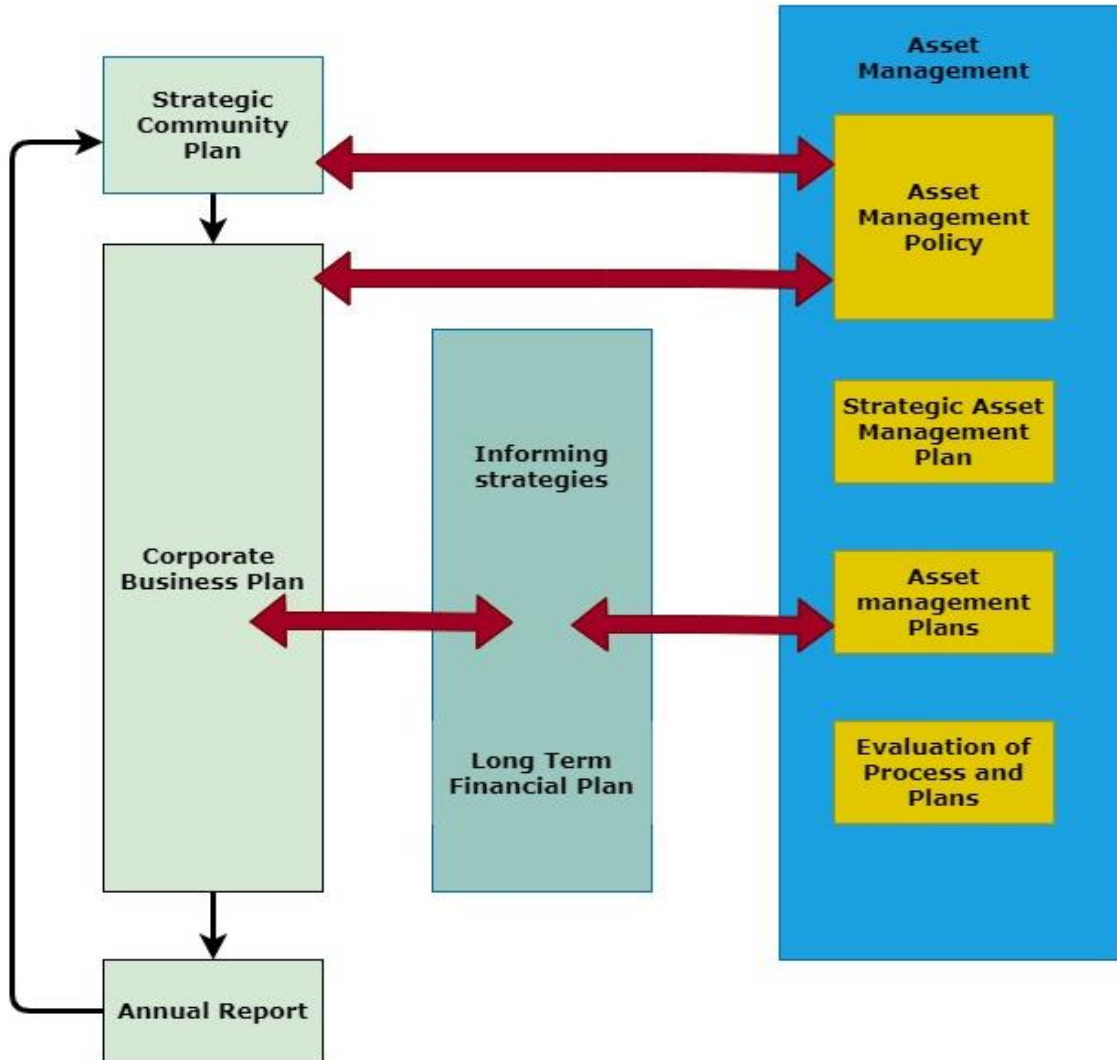 Strategic
Community
Plan
Corporate
Business Plan
Annual Report
Informing
strategies
Long Term
Financial Plan
Asset
Management
Asset
Management
Policy
Strategic Asset
Management
Plan
Asset
management
Plans
Evaluation of
Process and
Plans